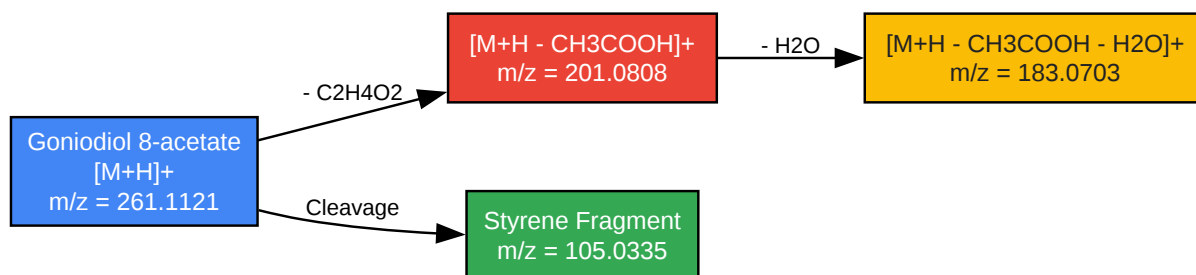 [M+H - CH3COOH]+
m/z = 201.0808
- H2O
[M+H - CH3COOH - H2O]+
m/z = 183.0703
- C2H4O2
Goniodiol 8-acetate
[M+H]+
m/z = 261.1121
Cleavage
Styrene Fragment
m/z = 105.0335